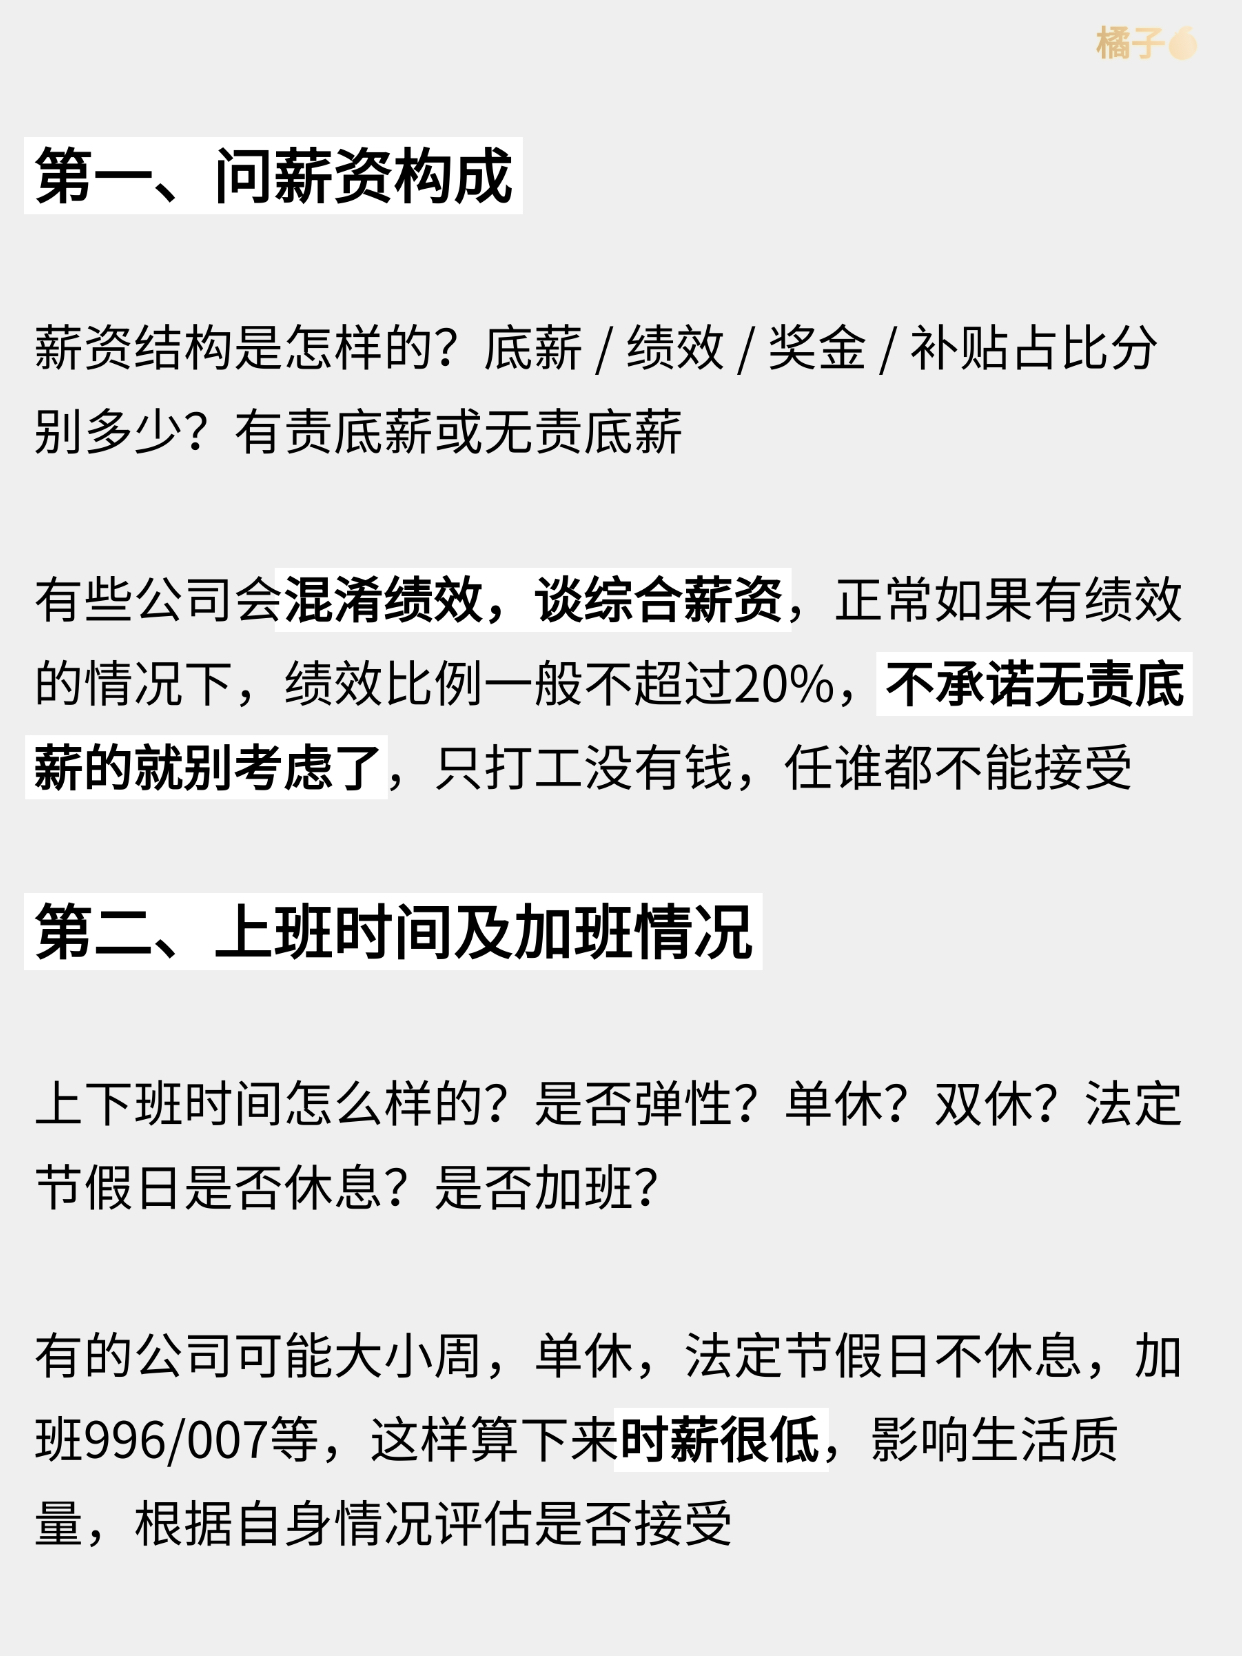 橘子
第一、问薪资构成
薪资结构是怎样的？底薪 / 绩效 / 奖金 / 补贴占比分
别多少？有责底薪或无责底薪
有些公司会混淆绩效，谈综合薪资，正常如果有绩效
的情况下，绩效比例一般不超过20%，不承诺无责底
薪的就别考虑了，只打工没有钱，任谁都不能接受
第二、上班时间及加班情况
上下班时间怎么样的？是否弹性？单休？双休？法定
节假日是否休息？是否加班？
有的公司可能大小周，单休，法定节假日不休息，加
班996/007等，这样算下来时薪很低，影响生活质
量，根据自身情况评估是否接受